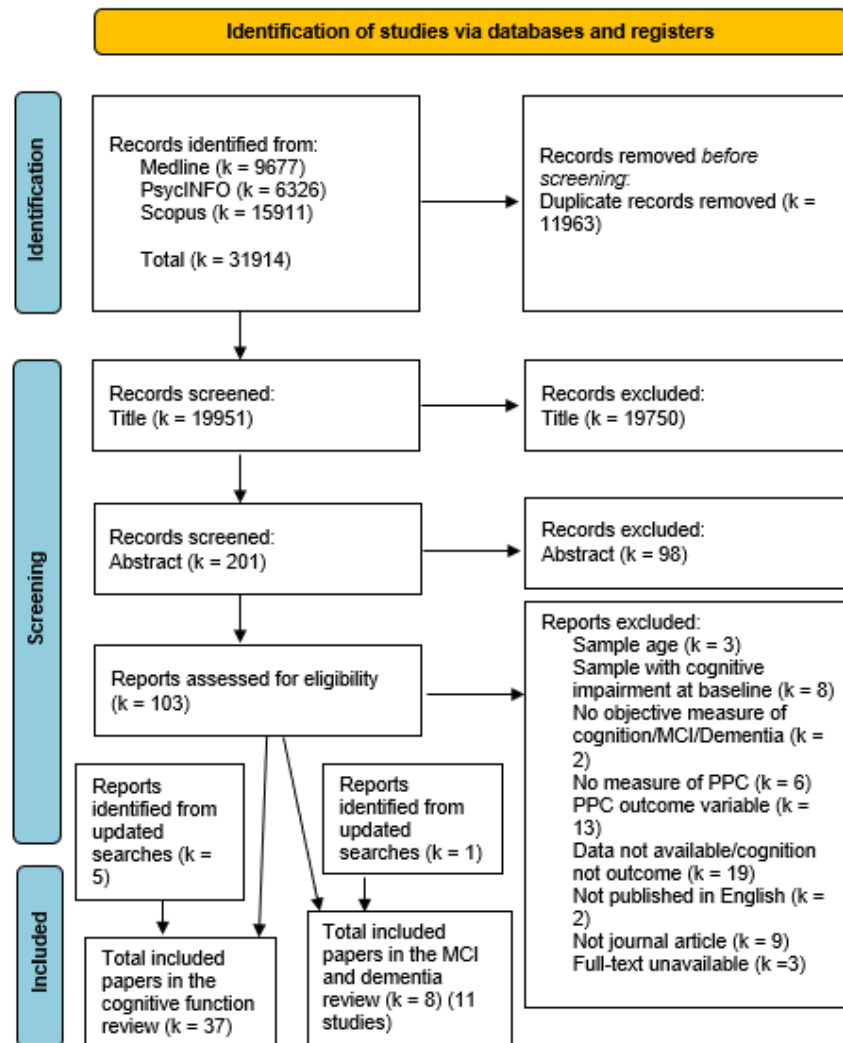 Identification of studies via databases and registers
Identification
Records identified from:
Medline (k = 9677)
PsycINFO (k = 6326)
Scopus (k = 15911)
Total (k = 31914)
Records removed before
screening:
Duplicate records removed (k =
11963)
Screening
Records screened:
Title (k = 19951)
Records excluded:
Title (k = 19750)
Records screened:
Abstract (k = 201)
Records excluded:
Abstract (k = 98)
Reports assessed for eligibility
(k = 103)
Reports excluded:
Sample age (k = 3)
Sample with cognitive
impairment at baseline (k = 8)
No objective measure of
cognition/MCI/Dementia (k =
2)
No measure of PPC (k = 6)
PPC outcome variable (k =
13)
Data not available/cognition
not outcome (k = 19)
Not published in English (k =
2)
Not journal article (k = 9)
Full-text unavailable (k =3)
Reports
identified from
updated
searches (k =
5)
Reports
identified from
updated
searches (k = 1)
Included
Total included
papers in the
cognitive function
review (k = 37)
Total included
papers in the MCI
and dementia
review (k = 8) (11
studies)